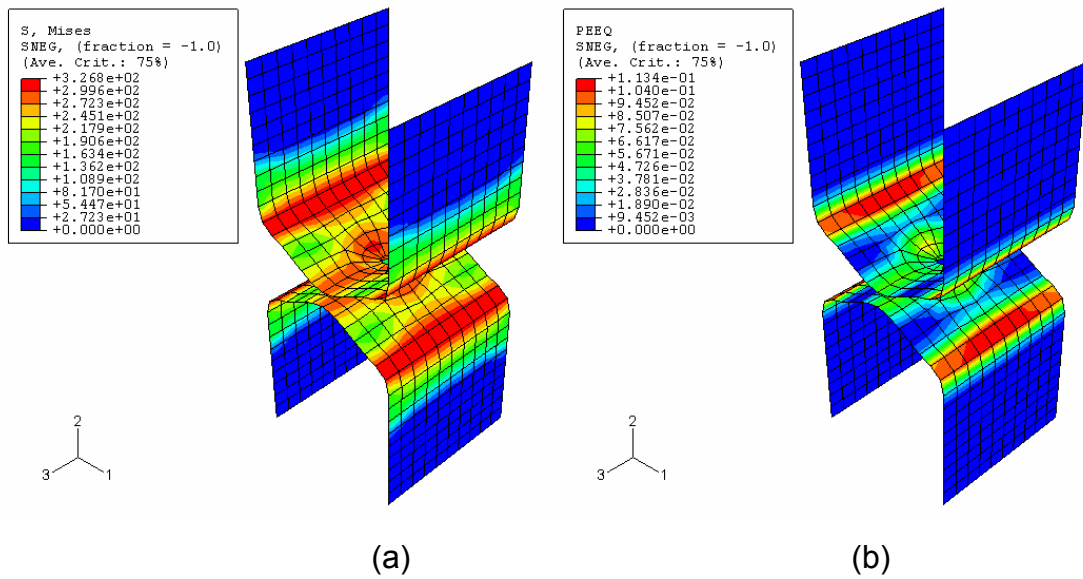 S, Mises
SNEG, (fraction = -1.0)
(Ave. Crit.: 75%)
+3.268e+02
+2.996e+02
+2.723e+02
+2.451e+02
+2.179e+02
+1.906e+02
+1.634e+02
+1.362e+02
+1.089e+02
+8.170e+01
+5.447e+01
+2.723e+01
+0.000e+00
2
3
1
(a)
PEEQ
SNEG, (fraction = -1.0)
(Ave. Crit.: 75%)
+1.134e-01
+1.040e-01
+9.452e-02
+8.507e-02
+7.562e-02
+6.617e-02
+5.671e-02
+4.726e-02
+3.781e-02
+2.836e-02
+1.890e-02
+9.452e-03
+0.000e+00
2
3
1
(b)